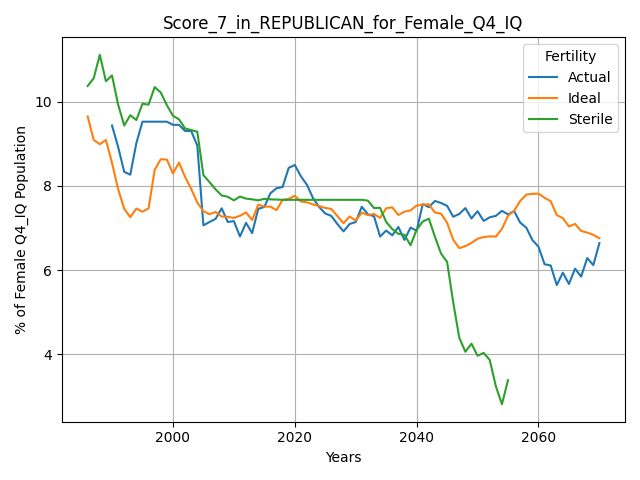 Score_7_in_REPUBLICAN_for_Female_Q4_IQ
Fertility
Actual
Ideal
Sterile
% of Female Q4_IQ Population
10
8
6
4
2000
2020
2040
2060
Years